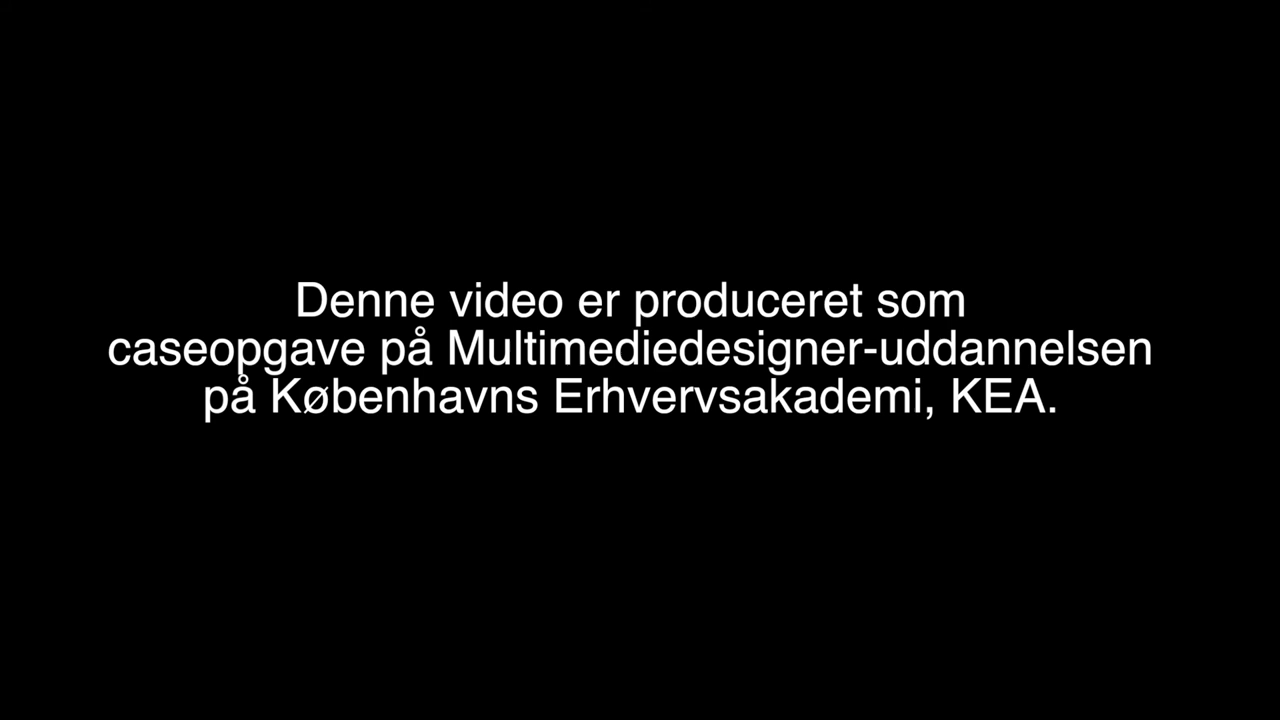 Denne video er produceret som
caseopgave på Multimediedesigner-uddannelsen
på Københavns Erhvervsakademi, KEA.